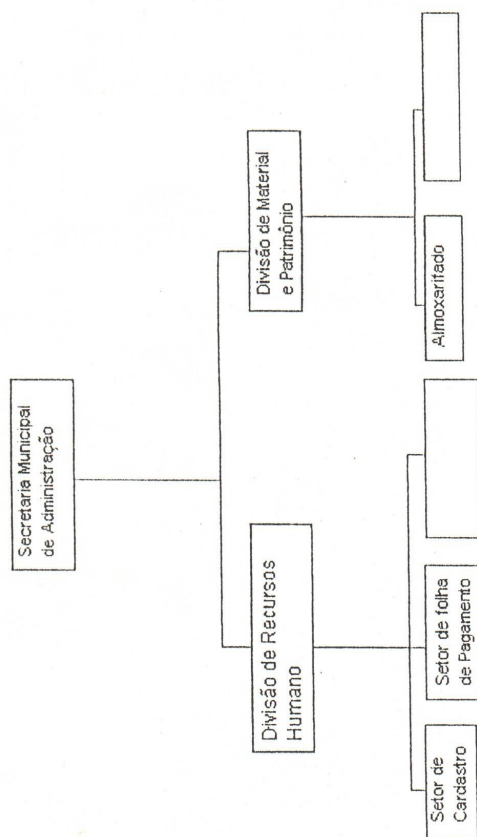 Secretaria Municipal
de Administração
Divisão de Recursos
Humano
Divisão de Material
e Patrimônio
Setor de
Cardastro
Setor de folha
de Pagamento
Almoxarifado